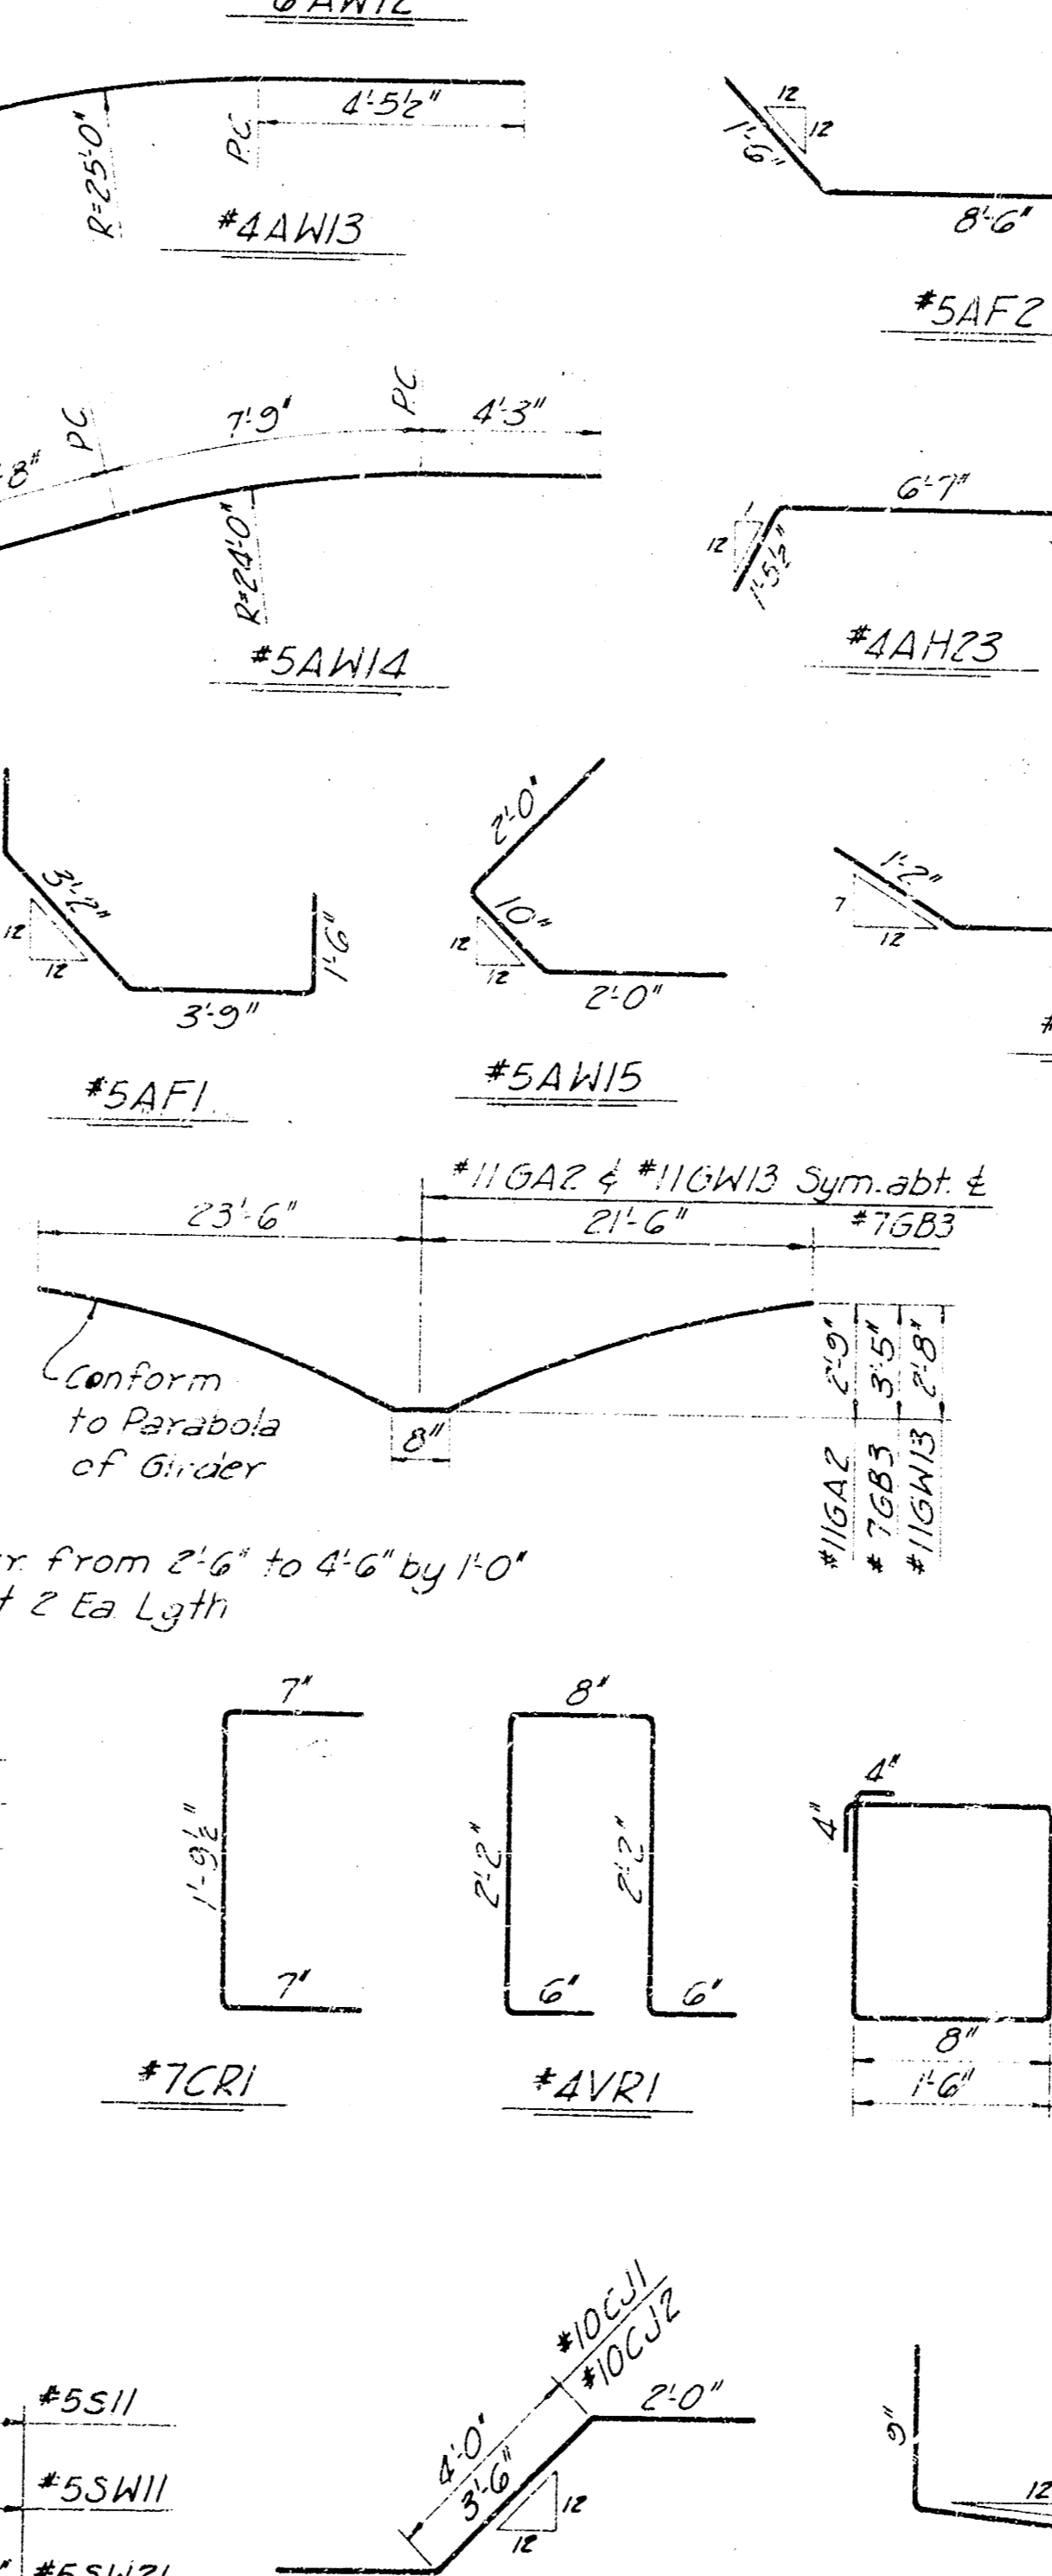 6AW12
4'-5½"
P.C.
R=25'-0"
#4AW13
12
12
1'-6"
8'-6"
#5AF2
8"
P.C.
7'-9"
P.C.
4'-3"
R=24'-0"
#5AW14
6'-7"
12
1'-5½"
#4AH23
3'-2"
12
12
1'-6"
3'-9"
#5AF1
2'-0"
10"
12
12
2'-0"
#5AW15
1'-2"
7
12
#
#11GA2 & #11GW13 Sym. abt. ℄
23'-6"
21'-6"
#7GB3
Conform
to Parabola
of Girder
8"
2'-9"
3'-5"
2'-8"
#11GA2
#7GB3
#11GW13
r. from 2'-6" to 4'-6" by 1'-0"
t 2 Ea. Lgth
7"
1'-9½"
7"
#7CR1
8"
2'-2"
2'-2"
6"
6"
#4VR1
4"
4"
8"
1'-6"
#5S11
#5SW11
#5SW21
#10CJ1
#10CJ2
2'-0"
4'-0"
3'-6"
12
12
9"
12